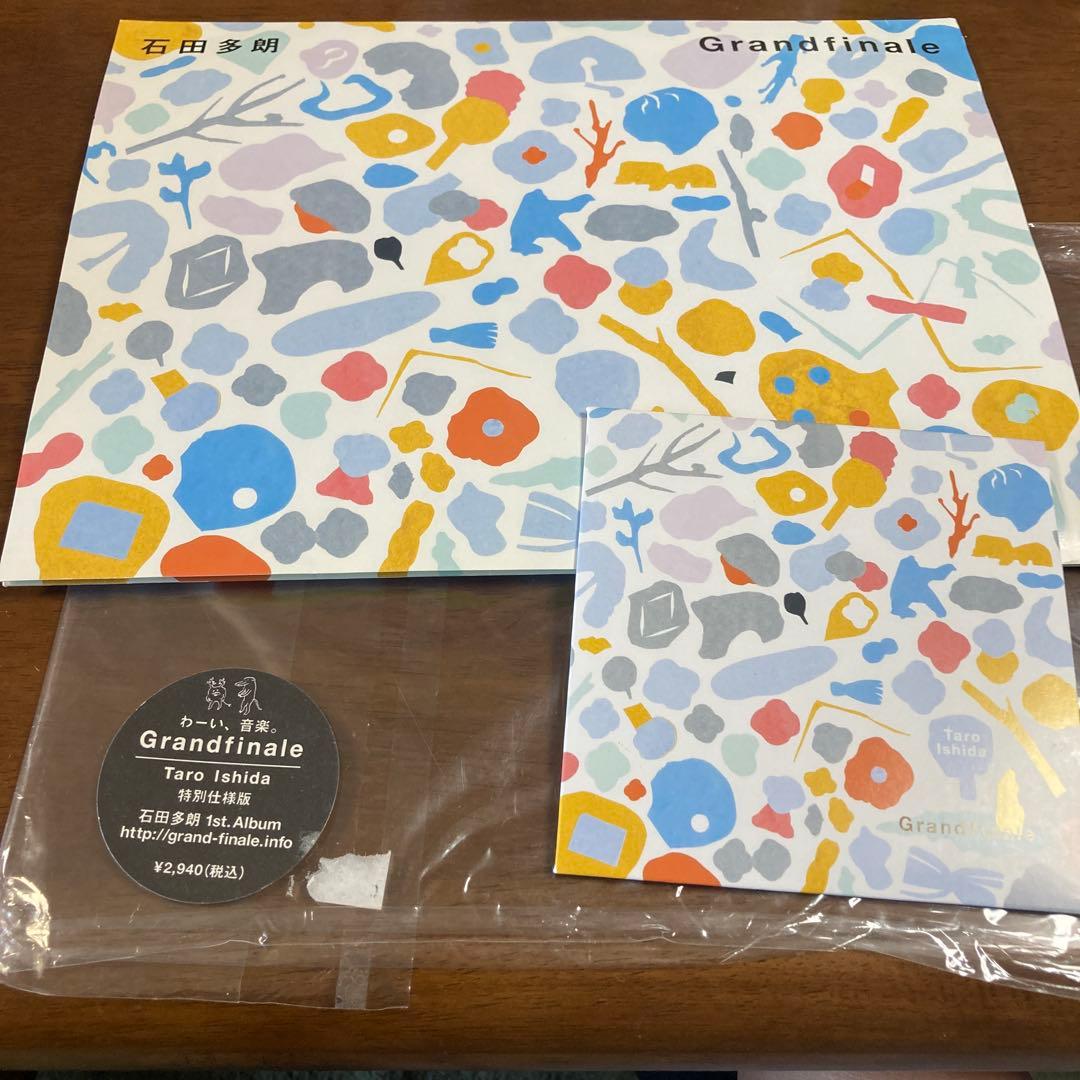 石田多朗
Grandfinale
Taro
Ishida
Grandfinale
わーい、音楽。
Grandfinale
Taro Ishida
特別仕様版
石田多朗 1st. Album
http://grand-finale.info
¥2,940(税込)